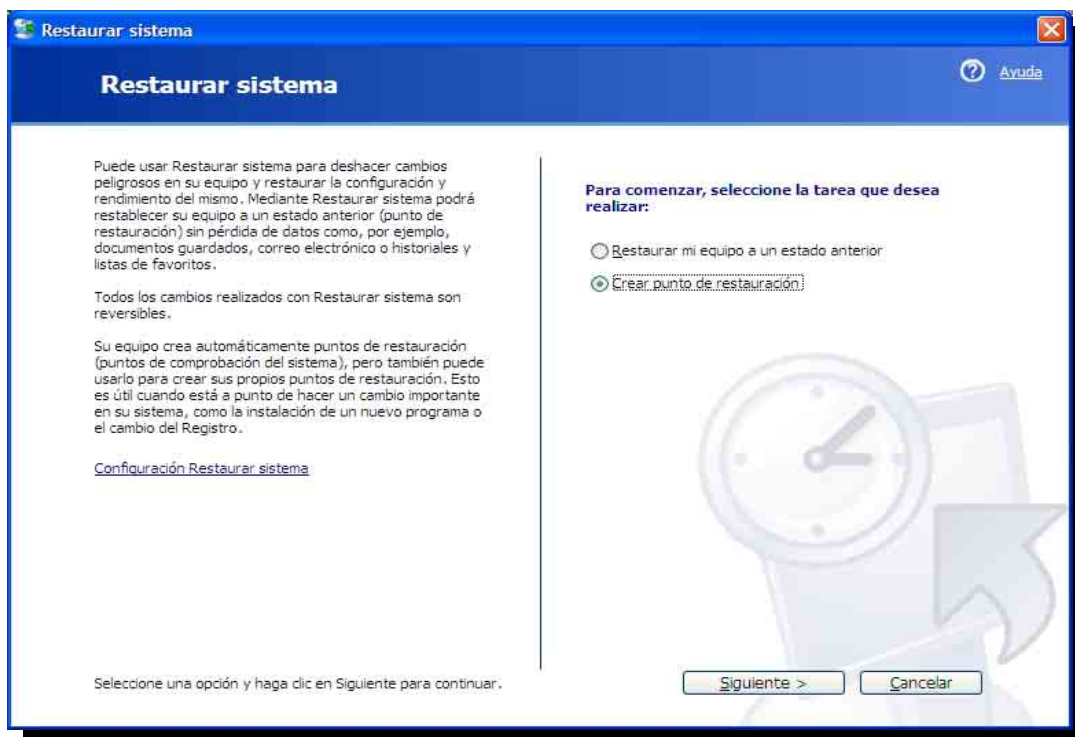 Restaurar sistema
Restaurar sistema
Ayuda
Puede usar Restaurar sistema para deshacer cambios
peligrosos en su equipo y restaurar la configuración y
rendimiento del mismo. Mediante Restaurar sistema podrá
restablecer su equipo a un estado anterior (punto de
restauración) sin pérdida de datos como, por ejemplo,
documentos guardados, correo electrónico o historiales y
listas de favoritos.
Todos los cambios realizados con Restaurar sistema son
reversibles.
Su equipo crea automáticamente puntos de restauración
(puntos de comprobación del sistema), pero también puede
usarlo para crear sus propios puntos de restauración. Esto
es útil cuando está a punto de hacer un cambio importante
en su sistema, como la instalación de un nuevo programa o
el cambio del Registro.
Configuración Restaurar sistema
Seleccione una opción y haga clic en Siguiente para continuar.
Para comenzar, seleccione la tarea que desea
realizar:
Restaurar mi equipo a un estado anterior
Crear punto de restauración
Siguiente >
Cancelar